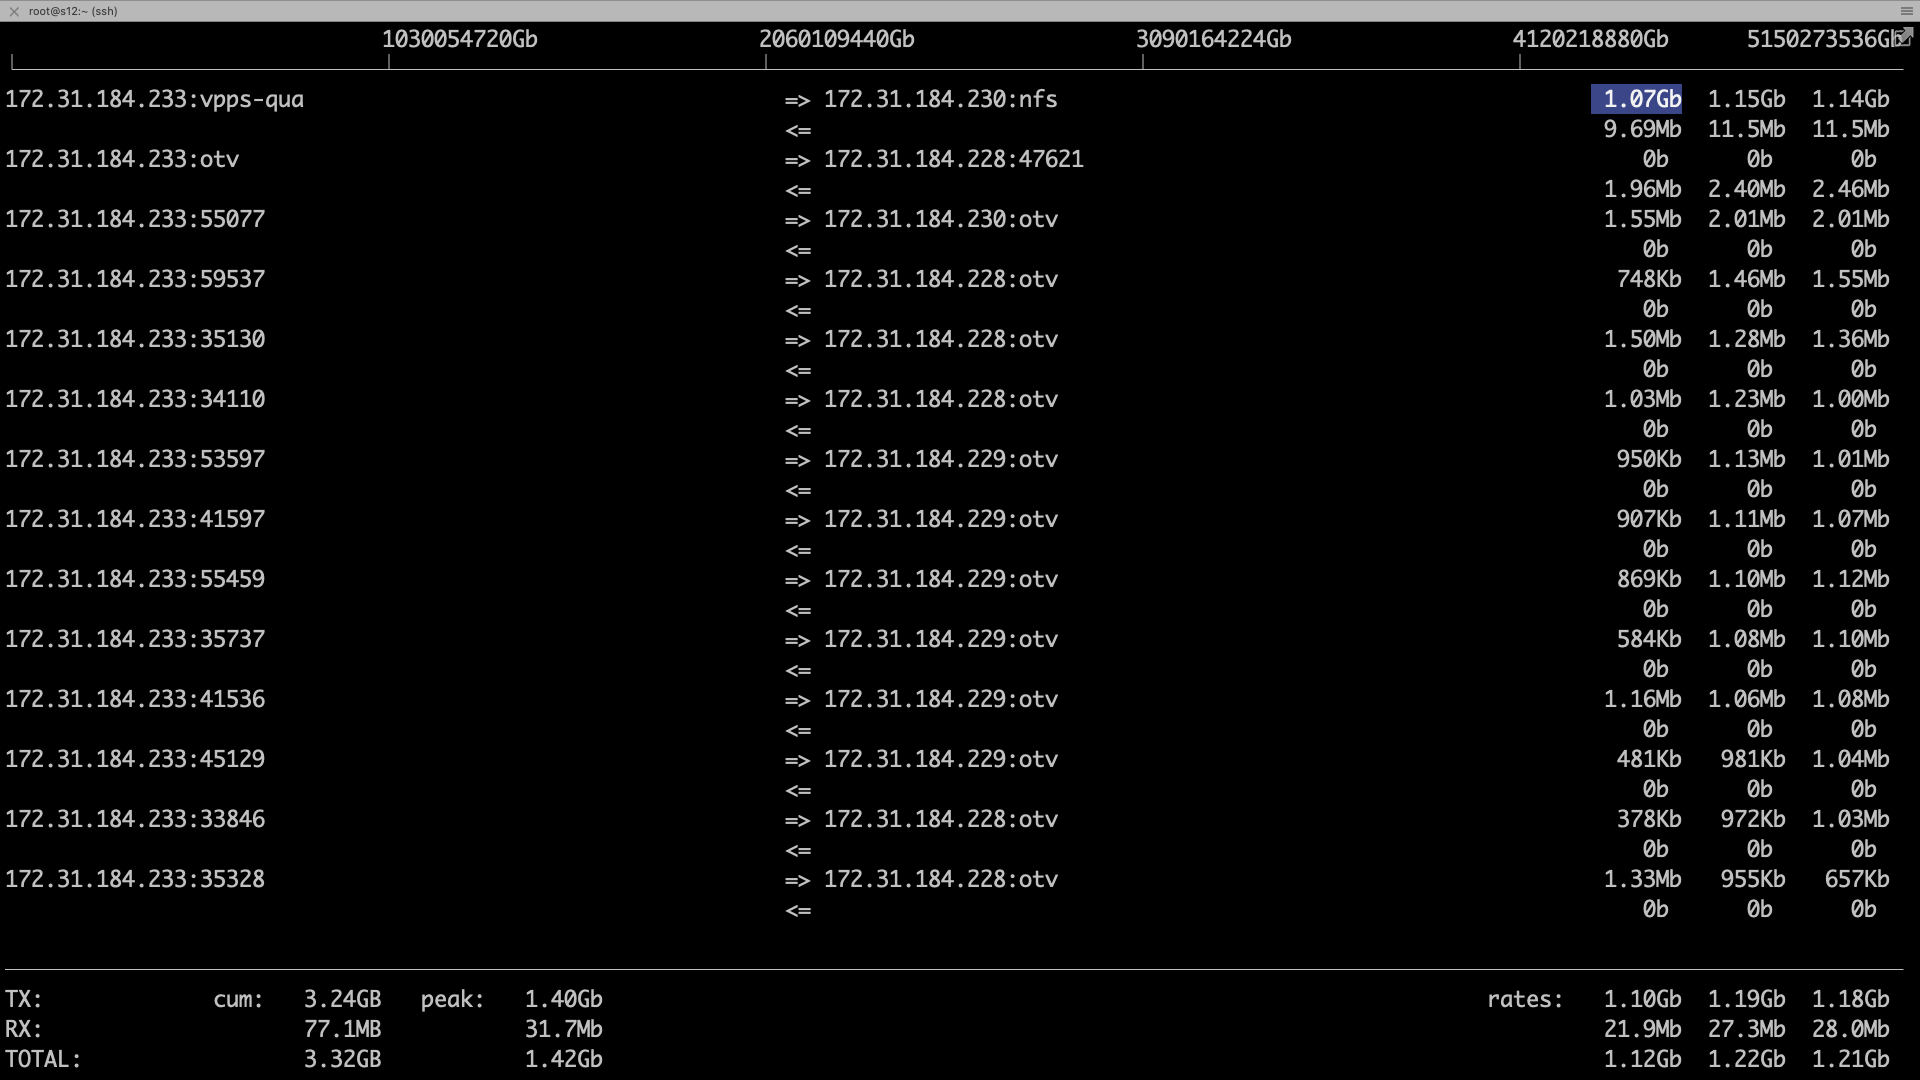 root@s12:~ (ssh)
1030054720Gb 2060109440Gb 3090164224Gb 4120218880Gb 5150273536Gb
172.31.184.233:vpps-qua => 172.31.184.230:nfs 1.07Gb 1.15Gb 1.14Gb
<= 9.69Mb 11.5Mb 11.5Mb
172.31.184.233:otv => 172.31.184.228:47621 0b 0b 0b
<= 1.96Mb 2.40Mb 2.46Mb
172.31.184.233:55077 => 172.31.184.230:otv 1.55Mb 2.01Mb 2.01Mb
<= 0b 0b 0b
172.31.184.233:59537 => 172.31.184.228:otv 748Kb 1.46Mb 1.55Mb
<= 0b 0b 0b
172.31.184.233:35130 => 172.31.184.228:otv 1.50Mb 1.28Mb 1.36Mb
<= 0b 0b 0b
172.31.184.233:34110 => 172.31.184.228:otv 1.03Mb 1.23Mb 1.00Mb
<= 0b 0b 0b
172.31.184.233:53597 => 172.31.184.229:otv 950Kb 1.13Mb 1.01Mb
<= 0b 0b 0b
172.31.184.233:41597 => 172.31.184.229:otv 907Kb 1.11Mb 1.07Mb
<= 0b 0b 0b
172.31.184.233:55459 => 172.31.184.229:otv 869Kb 1.10Mb 1.12Mb
<= 0b 0b 0b
172.31.184.233:35737 => 172.31.184.229:otv 584Kb 1.08Mb 1.10Mb
<= 0b 0b 0b
172.31.184.233:41536 => 172.31.184.229:otv 1.16Mb 1.06Mb 1.08Mb
<= 0b 0b 0b
172.31.184.233:45129 => 172.31.184.229:otv 481Kb 981Kb 1.04Mb
<= 0b 0b 0b
172.31.184.233:33846 => 172.31.184.228:otv 378Kb 972Kb 1.03Mb
<= 0b 0b 0b
172.31.184.233:35328 => 172.31.184.228:otv 1.33Mb 955Kb 657Kb
<= 0b 0b 0b
TX: cum: 3.24GB peak: 1.40Gb rates: 1.10Gb 1.19Gb 1.18Gb
RX: 77.1MB 31.7Mb 21.9Mb 27.3Mb 28.0Mb
TOTAL: 3.32GB 1.42Gb 1.12Gb 1.22Gb 1.21Gb